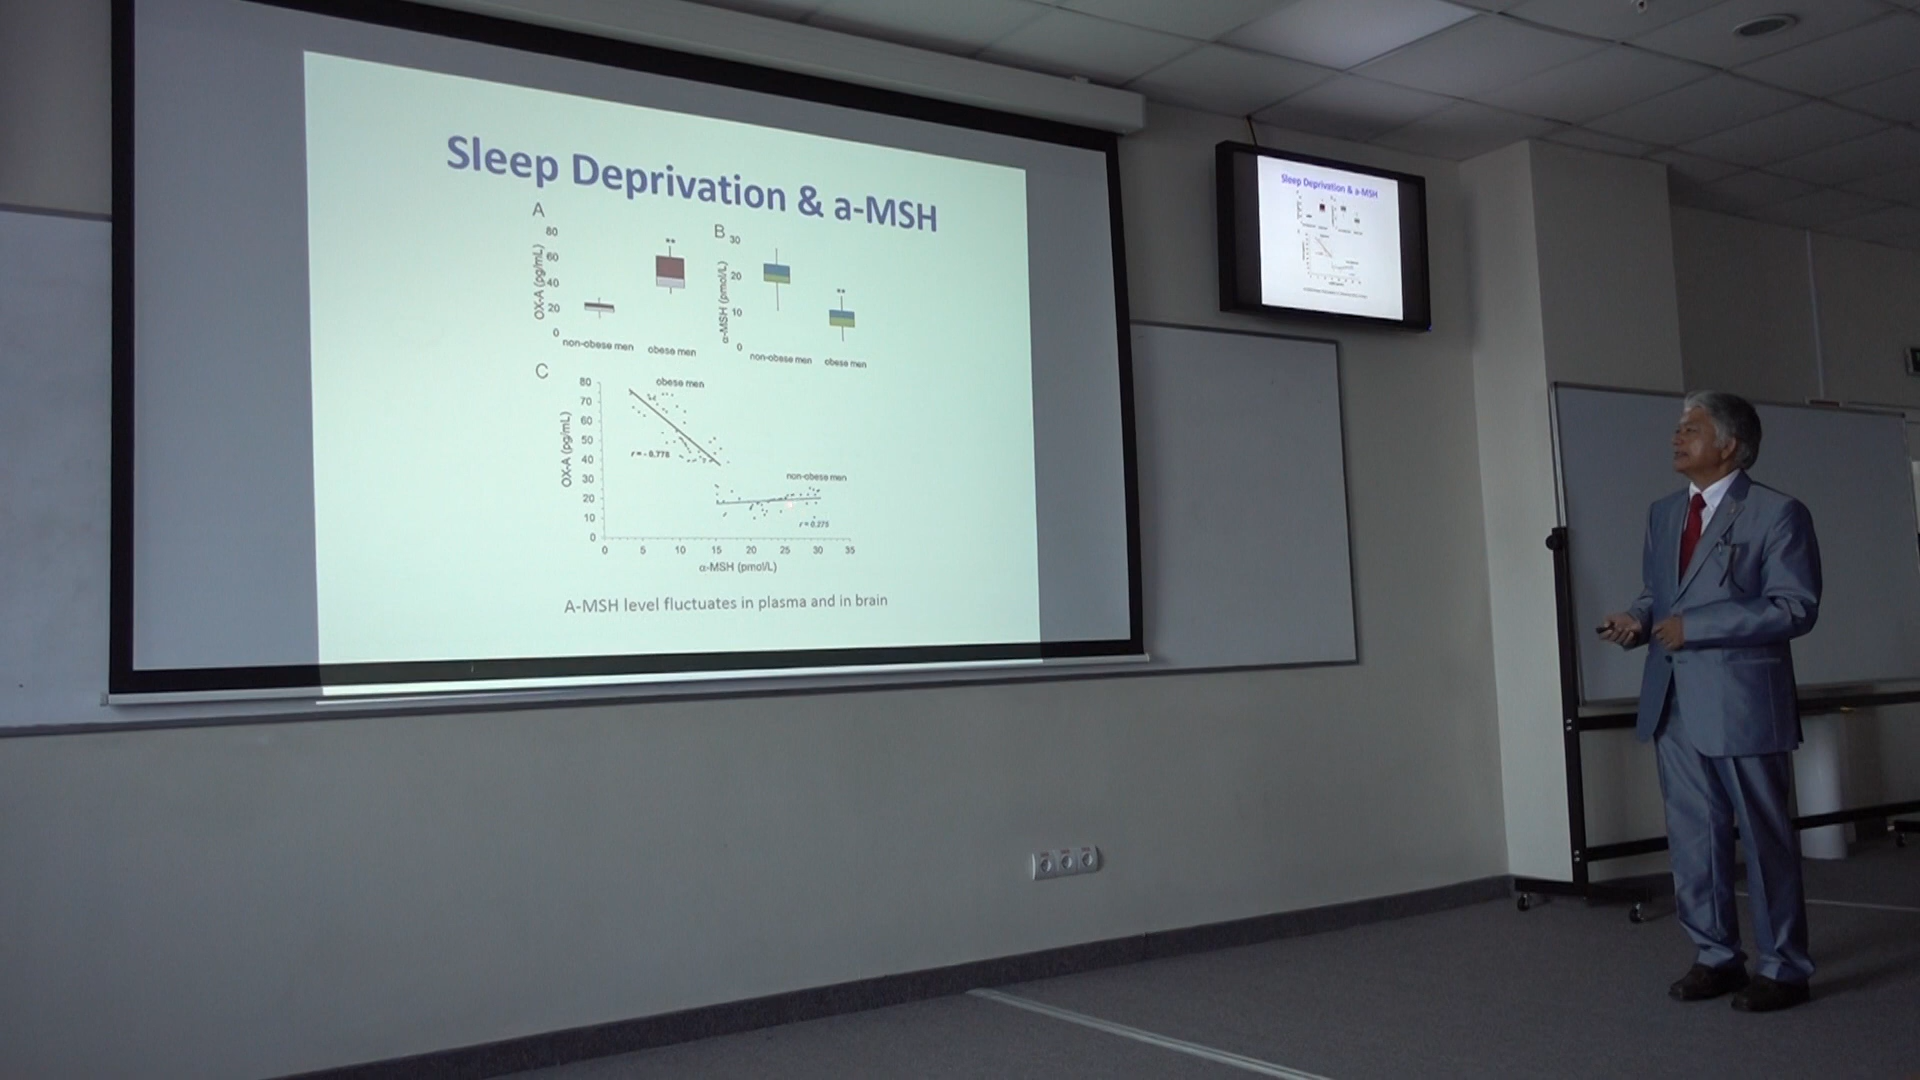 Sleep Deprivation & a-MSH
A
80
60
40
20
0
OX-A (pg/mL)
**
non-obese men
obese men
B
30
20
10
0
α-MSH (pmol/L)
**
non-obese men
obese men
C
80
70
60
50
40
30
20
10
0
OX-A (pg/mL)
obese men
r = - 0.778
non-obese men
r = 0.275
0 5 10 15 20 25 30 35
α-MSH (pmol/L)
A-MSH level fluctuates in plasma and in brain
Sleep Deprivation & a-MSH